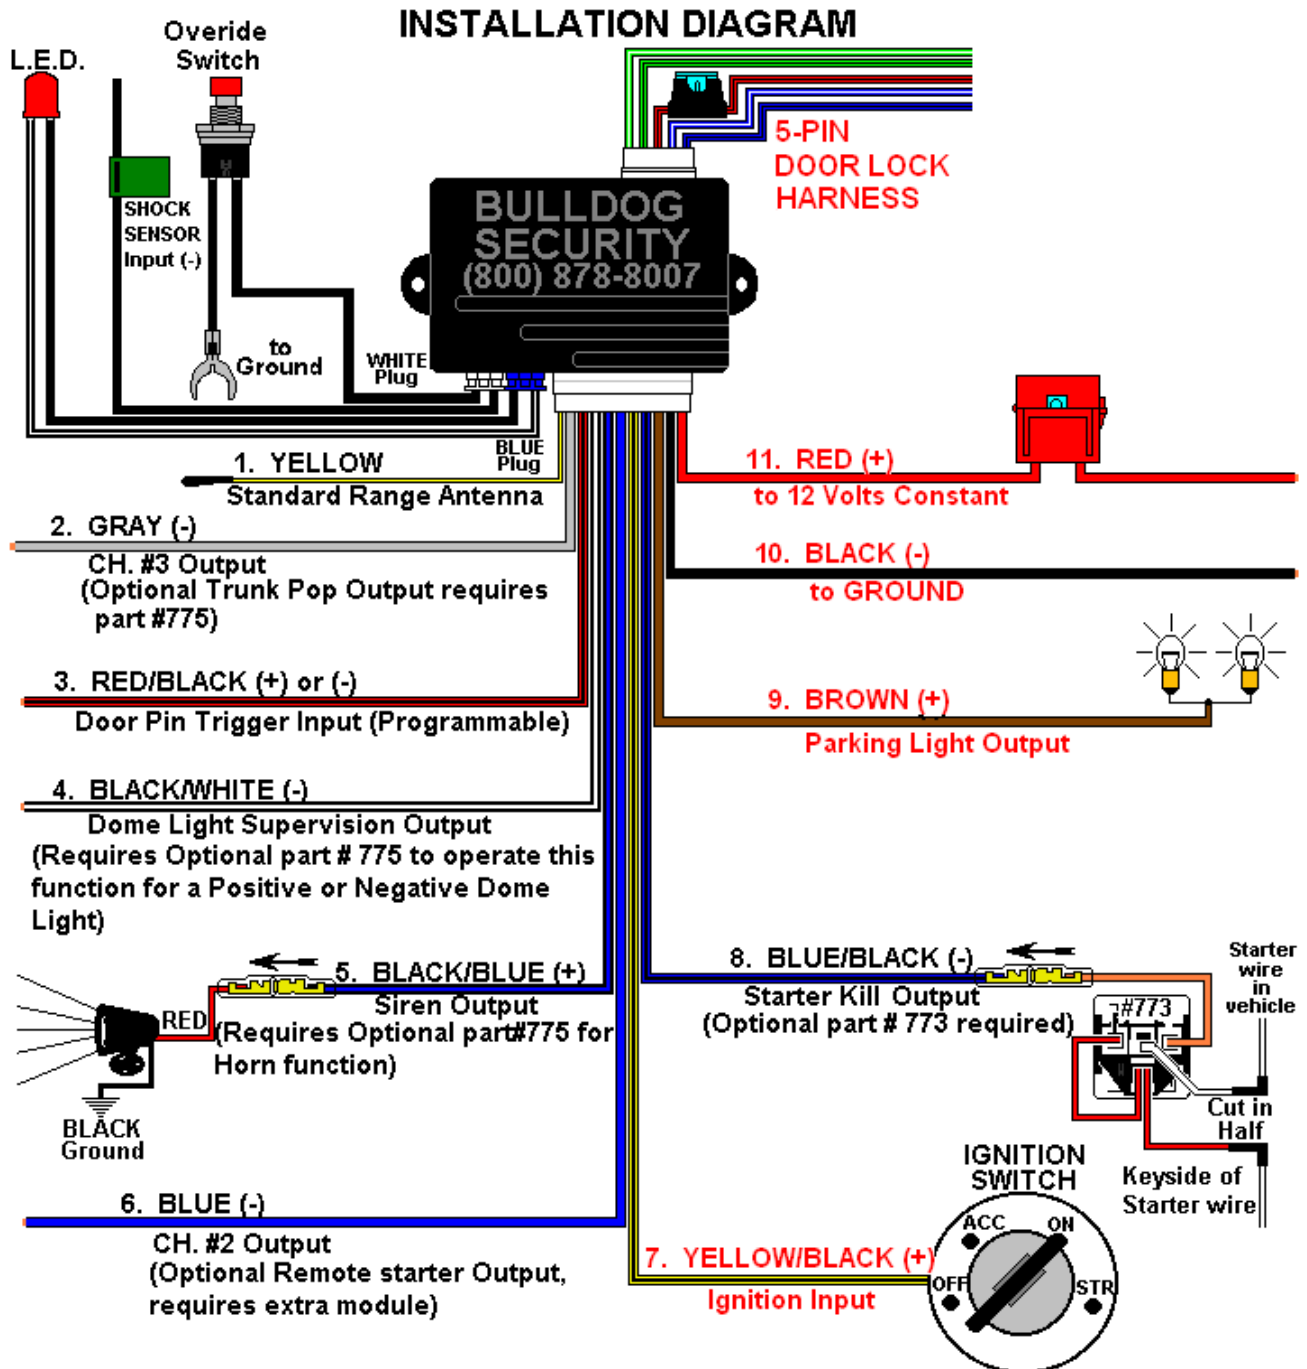 INSTALLATION DIAGRAM
L.E.D.
Overide
Switch
5-PIN
DOOR LOCK
HARNESS
SHOCK
SENSOR
Input (-)
BULLDOG
SECURITY
(800) 878-8007
to
Ground
WHITE
Plug
BLUE
Plug
1. YELLOW
Standard Range Antenna
2. GRAY (-)
CH. #3 Output
(Optional Trunk Pop Output requires
part #775)
3. RED/BLACK (+) or (-)
Door Pin Trigger Input (Programmable)
4. BLACK/WHITE (-)
Dome Light Supervision Output
(Requires Optional part # 775 to operate this
function for a Positive or Negative Dome
Light)
5. BLACK/BLUE (+)
Siren Output
(Requires Optional part#775 for
Horn function)
RED
BLACK
Ground
6. BLUE (-)
CH. #2 Output
(Optional Remote starter Output,
requires extra module)
11. RED (+)
to 12 Volts Constant
10. BLACK (-)
to GROUND
9. BROWN (+)
Parking Light Output
8. BLUE/BLACK (-)
Starter Kill Output
(Optional part # 773 required)
Starter
wire
in
vehicle
#773
Cut in
Half
Keyside of
Starter wire
IGNITION
SWITCH
ACC
ON
OFF
STR
7. YELLOW/BLACK (+)
Ignition Input